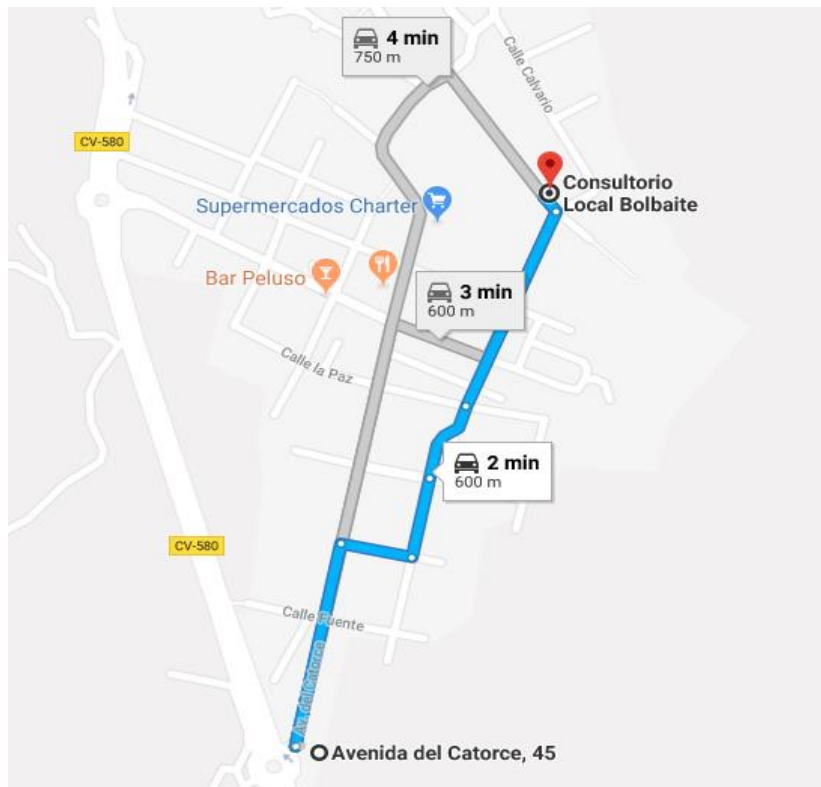 4 min
750 m
Calle Calvario
CV-580
Consultorio
Local Bolbaite
Supermercados Charter
Bar Peluso
3 min
600 m
Calle la Paz
2 min
600 m
CV-580
Calle Fuente
Av. del Catorce
Avenida del Catorce, 45